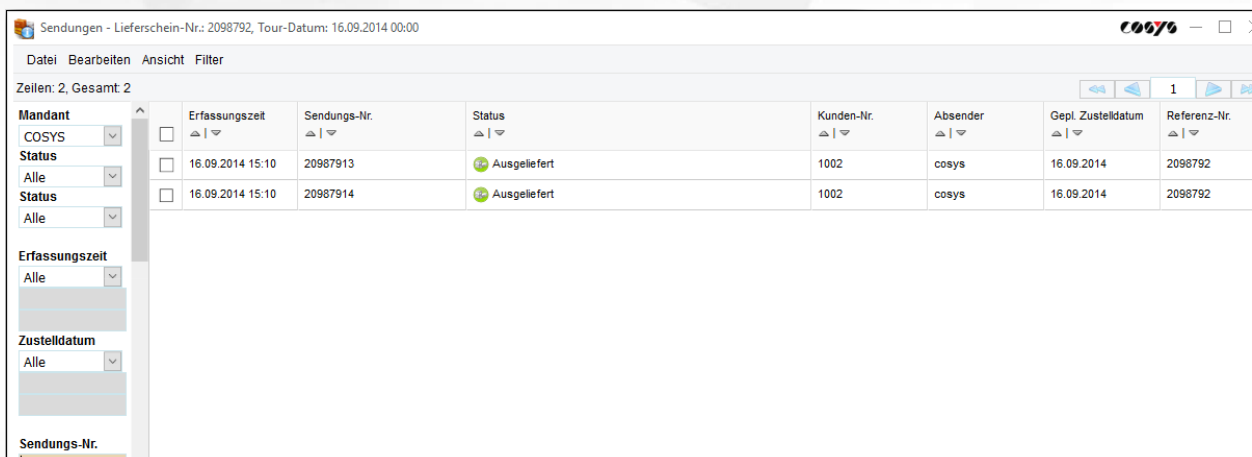 Sendungen - Lieferschein-Nr.: 2098792, Tour-Datum: 16.09.2014 00:00 COSYS
Datei Bearbeiten Ansicht Filter
Zeilen: 2, Gesamt: 2
1
Mandant
COSYS
Status
Alle
Status
Alle
Erfassungszeit
Alle
Zustelldatum
Alle
Sendungs-Nr.
Erfassungszeit Sendungs-Nr. Status Kunden-Nr. Absender Gepl. Zustelldatum Referenz-Nr.
16.09.2014 15:10 20987913 Ausgeliefert 1002 cosys 16.09.2014 2098792
16.09.2014 15:10 20987914 Ausgeliefert 1002 cosys 16.09.2014 2098792